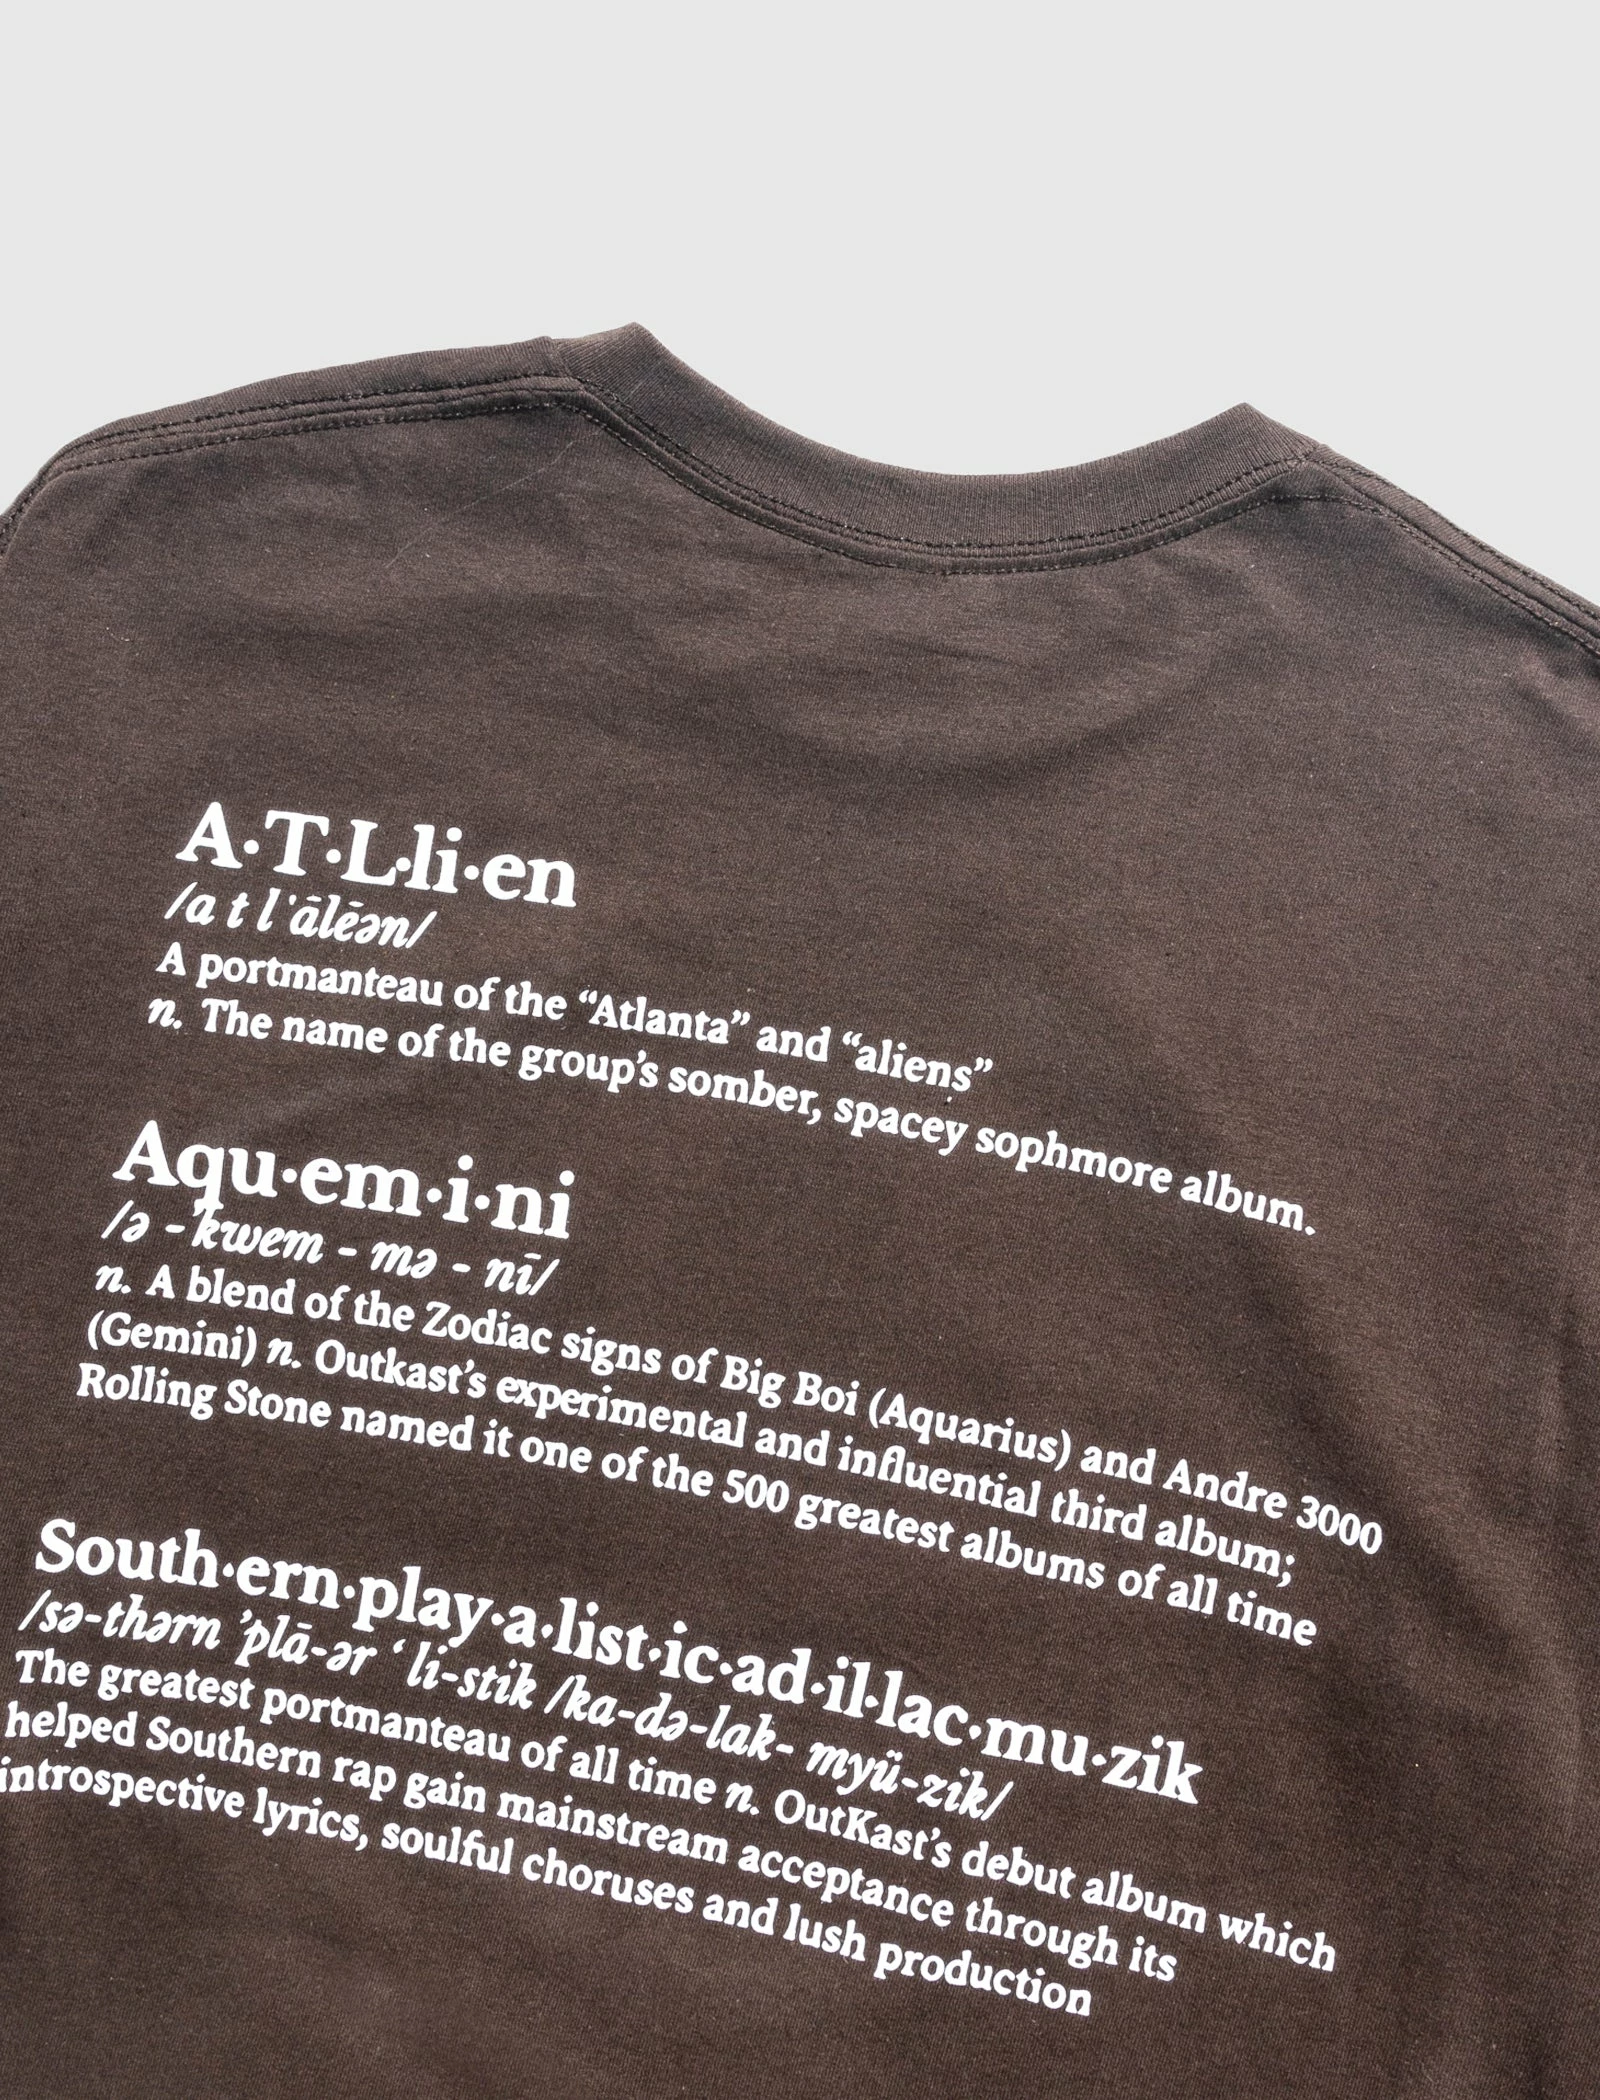 A·T·L·li·en
/a t l ˈālēən/
A portmanteau of the “Atlanta” and “aliens”
n. The name of the group’s somber, spacey sophmore album.
Aqu·em·i·ni
/ə - kwem - mə - nī/
n. A blend of the Zodiac signs of Big Boi (Aquarius) and Andre 3000
(Gemini) n. Outkast’s experimental and influential third album;
Rolling Stone named it one of the 500 greatest albums of all time
South·ern·play·a·list·ic·ad·il·lac·mu·zik
/sə-thərn ’plā-ər ‘ li-stik /ka-də-lak- myü-zik/
The greatest portmanteau of all time n. OutKast’s debut album which
helped Southern rap gain mainstream acceptance through its
introspective lyrics, soulful choruses and lush production